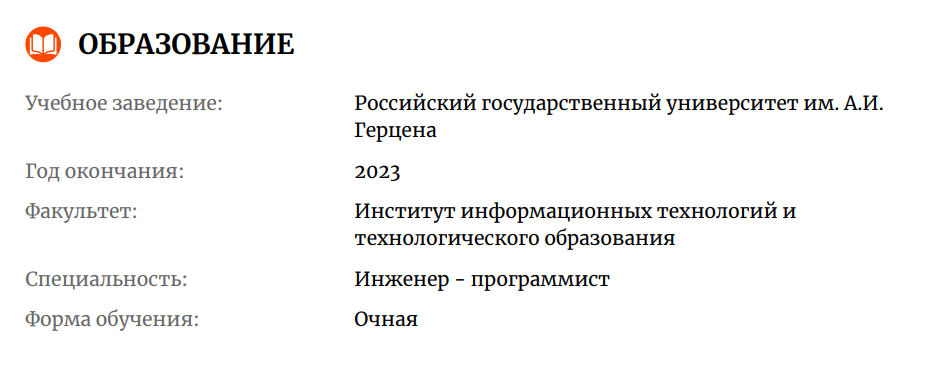 ОБРАЗОВАНИЕ
Учебное заведение: Российский государственный университет им. А.И.
Герцена
Год окончания: 2023
Факультет: Институт информационных технологий и
технологического образования
Специальность: Инженер - программист
Форма обучения: Очная